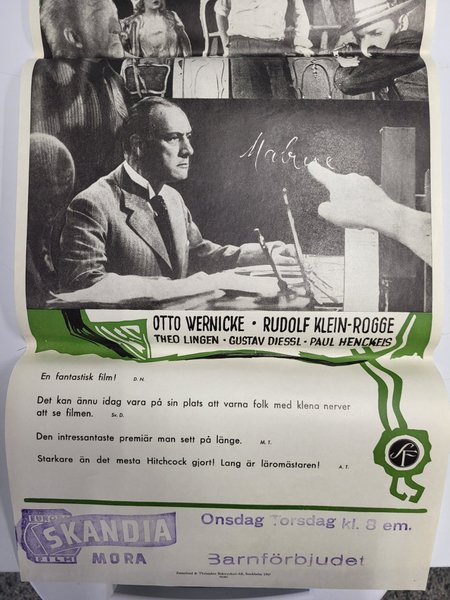 Mabuse
OTTO WERNICKE · RUDOLF KLEIN-ROGGE
THEO LINGEN · GUSTAV DIESSL · PAUL HENCKELS
En fantastisk film! D. N.
Det kan ännu idag vara på sin plats att varna folk med klena nerver
att se filmen. Sv. D.
Den intressantaste premiär man sett på länge. M. T.
Starkare än det mesta Hitchcock gjort! Lang är läromästaren! A. T.
SF
EUROPA
SKANDIA
FILM
MORA
Onsdag Torsdag kl. 8 em.
Barnförbjudet